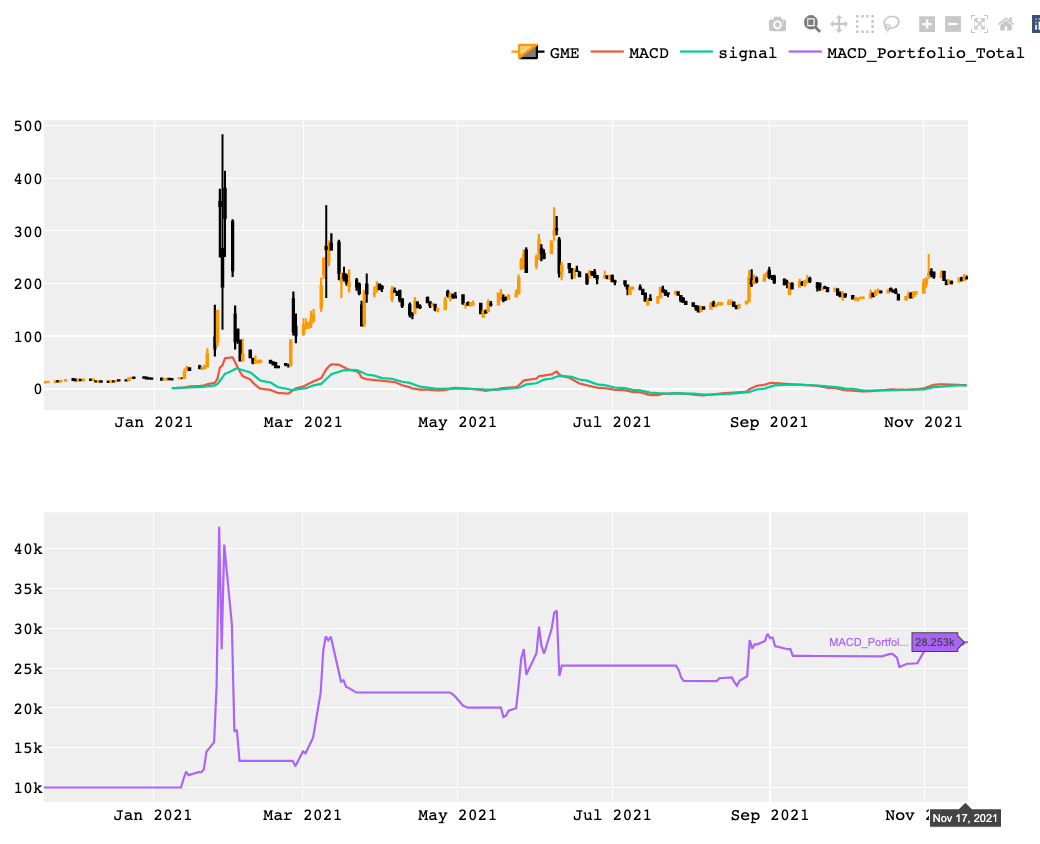 GME MACD signal MACD_Portfolio_Total
500
400
300
200
100
0
Jan 2021 Mar 2021 May 2021 Jul 2021 Sep 2021 Nov 2021
40k
35k
30k
MACD_Portfol... 28.253k
25k
20k
15k
10k
Jan 2021 Mar 2021 May 2021 Jul 2021 Sep 2021 Nov 2
Nov 17, 2021